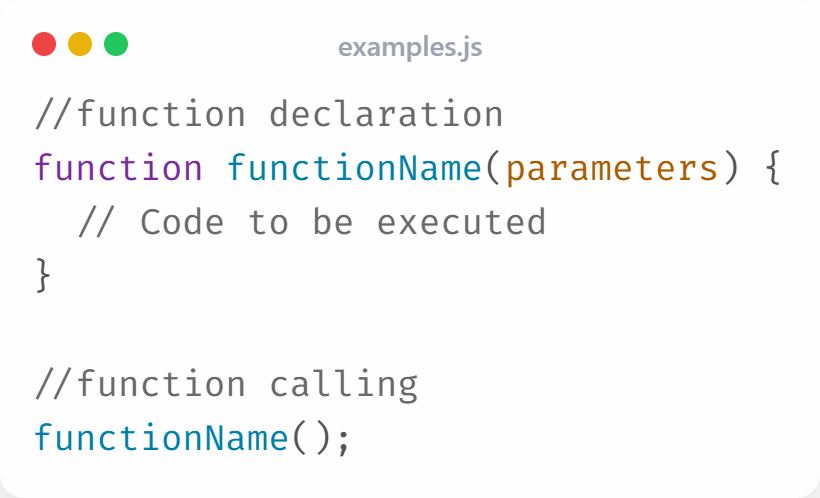 examples.js
//function declaration
function functionName(parameters) {
  // Code to be executed
}
//function calling
functionName();